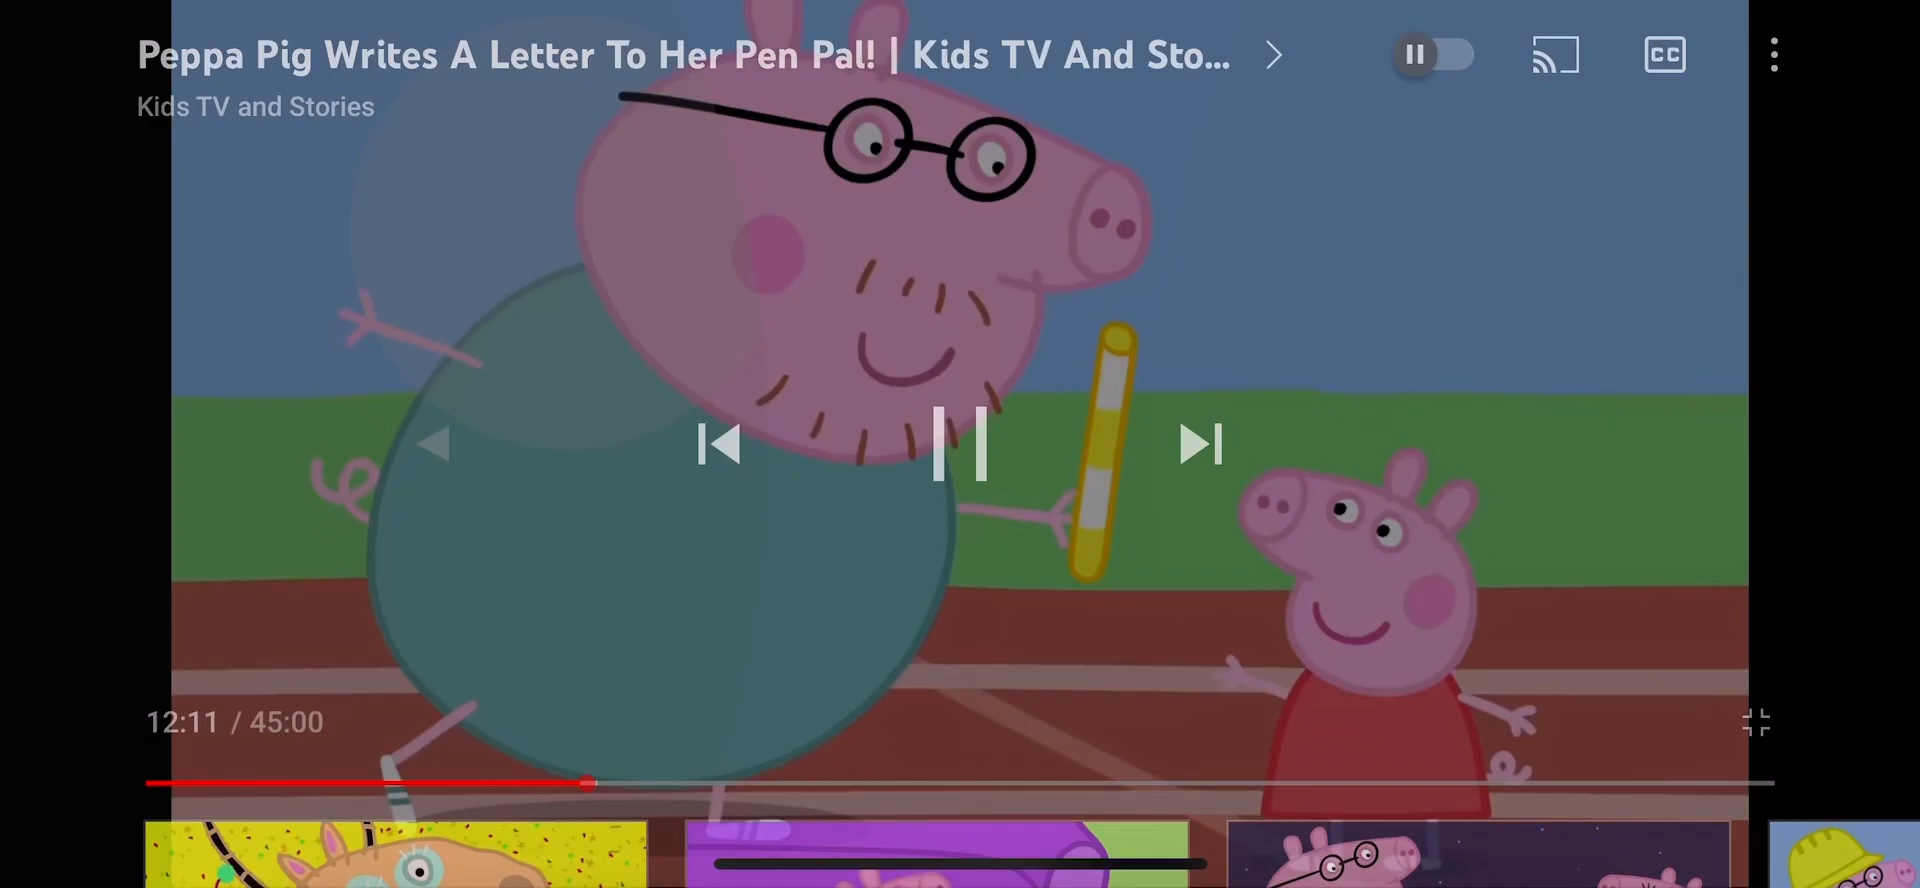 Peppa Pig Writes A Letter To Her Pen Pal! | Kids TV And Sto...
CC
Kids TV and Stories
12:11 / 45:00